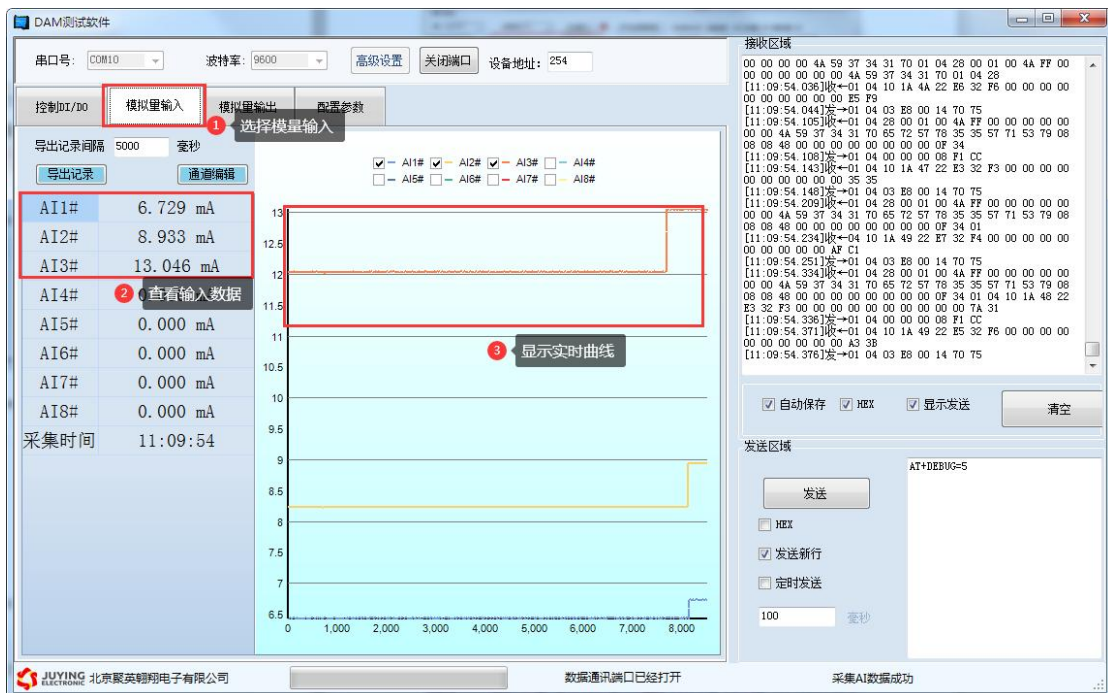 DAM测试软件
串口号: COM10 波特率: 9600 高级设置 关闭端口 设备地址: 254
控制DI/DO 模拟量输入 模拟量输出 配置参数
1 选择模量输入
导出记录间隔 5000 毫秒
导出记录 通道编辑
AI1# 6.729 mA
AI2# 8.933 mA
AI3# 13.046 mA
AI4#
2 查看输入数据
AI5# 0.000 mA
AI6# 0.000 mA
AI7# 0.000 mA
AI8# 0.000 mA
采集时间 11:09:54
AI1# AI2# AI3# AI4#
AI5# AI6# AI7# AI8#
13
12.5
12
11.5
11
10.5
10
9.5
9
8.5
8
7.5
7
6.5
0 1,000 2,000 3,000 4,000 5,000 6,000 7,000 8,000
3 显示实时曲线
接收区域
00 00 00 00 4A 59 37 34 31 70 01 04 28 00 01 00 4A FF 00
00 00 00 00 00 00 4A 59 37 34 31 70 01 04 28
[11:09:54.036]收←01 04 10 1A 4A 22 E6 32 F6 00 00 00 00
00 00 00 00 00 00 E5 F9
[11:09:54.044]发→01 04 03 E8 00 14 70 75
[11:09:54.105]收←01 04 28 00 01 00 4A FF 00 00 00 00 00
00 00 4A 59 37 34 31 70 65 72 57 78 35 35 57 71 53 79 08
08 08 48 00 00 00 00 00 00 00 00 0F 34
[11:09:54.108]发→01 04 00 00 00 08 F1 CC
[11:09:54.143]收←01 04 10 1A 47 22 E3 32 F3 00 00 00 00
00 00 00 00 00 00 35 35
[11:09:54.148]发→01 04 03 E8 00 14 70 75
[11:09:54.209]收←01 04 28 00 01 00 4A FF 00 00 00 00 00
00 00 4A 59 37 34 31 70 65 72 57 78 35 35 57 71 53 79 08
08 08 48 00 00 00 00 00 00 00 00 0F 34 01
[11:09:54.234]收←04 10 1A 49 22 E7 32 F4 00 00 00 00 00
00 00 00 00 00 AF C1
[11:09:54.251]发→01 04 03 E8 00 14 70 75
[11:09:54.334]收←01 04 28 00 01 00 4A FF 00 00 00 00 00
00 00 4A 59 37 34 31 70 65 72 57 78 35 35 57 71 53 79 08
08 08 48 00 00 00 00 00 00 00 00 0F 34 01 04 10 1A 48 22
E3 32 F3 00 00 00 00 00 00 00 00 00 00 7A 31
[11:09:54.336]发→01 04 00 00 00 08 F1 CC
[11:09:54.371]收←01 04 10 1A 49 22 E5 32 F6 00 00 00 00
00 00 00 00 00 00 A3 3B
[11:09:54.376]发→01 04 03 E8 00 14 70 75
自动保存 HEX 显示发送 清空
发送区域
AT+DEBUG=5
发送
HEX
发送新行
定时发送
100 毫秒
JUYING ELECTRONIC 北京聚英翱翔电子有限公司 数据通讯端口已经打开 采集AI数据成功